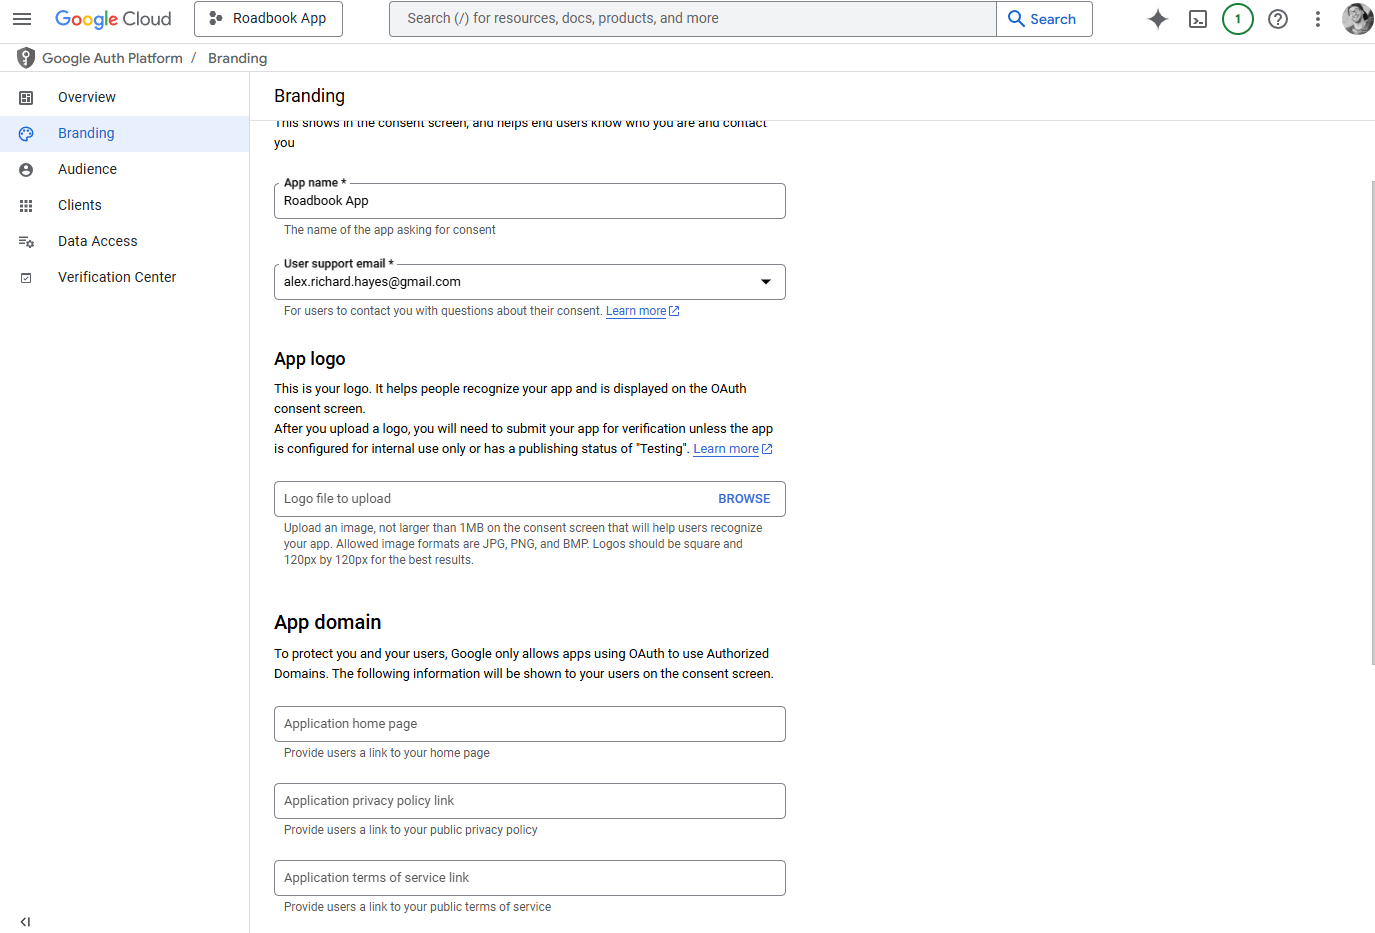 Google Cloud
Roadbook App
Search (/) for resources, docs, products, and more
Search
1
Google Auth Platform / Branding
Overview
Branding
Audience
Clients
Data Access
Verification Center
Branding
This shows in the consent screen, and helps end users know who you are and contact
you
App name *
Roadbook App
The name of the app asking for consent
User support email *
alex.richard.hayes@gmail.com
For users to contact you with questions about their consent. Learn more
App logo
This is your logo. It helps people recognize your app and is displayed on the OAuth
consent screen.
After you upload a logo, you will need to submit your app for verification unless the app
is configured for internal use only or has a publishing status of "Testing". Learn more
Logo file to upload
BROWSE
Upload an image, not larger than 1MB on the consent screen that will help users recognize
your app. Allowed image formats are JPG, PNG, and BMP. Logos should be square and
120px by 120px for the best results.
App domain
To protect you and your users, Google only allows apps using OAuth to use Authorized
Domains. The following information will be shown to your users on the consent screen.
Application home page
Provide users a link to your home page
Application privacy policy link
Provide users a link to your public privacy policy
Application terms of service link
Provide users a link to your public terms of service